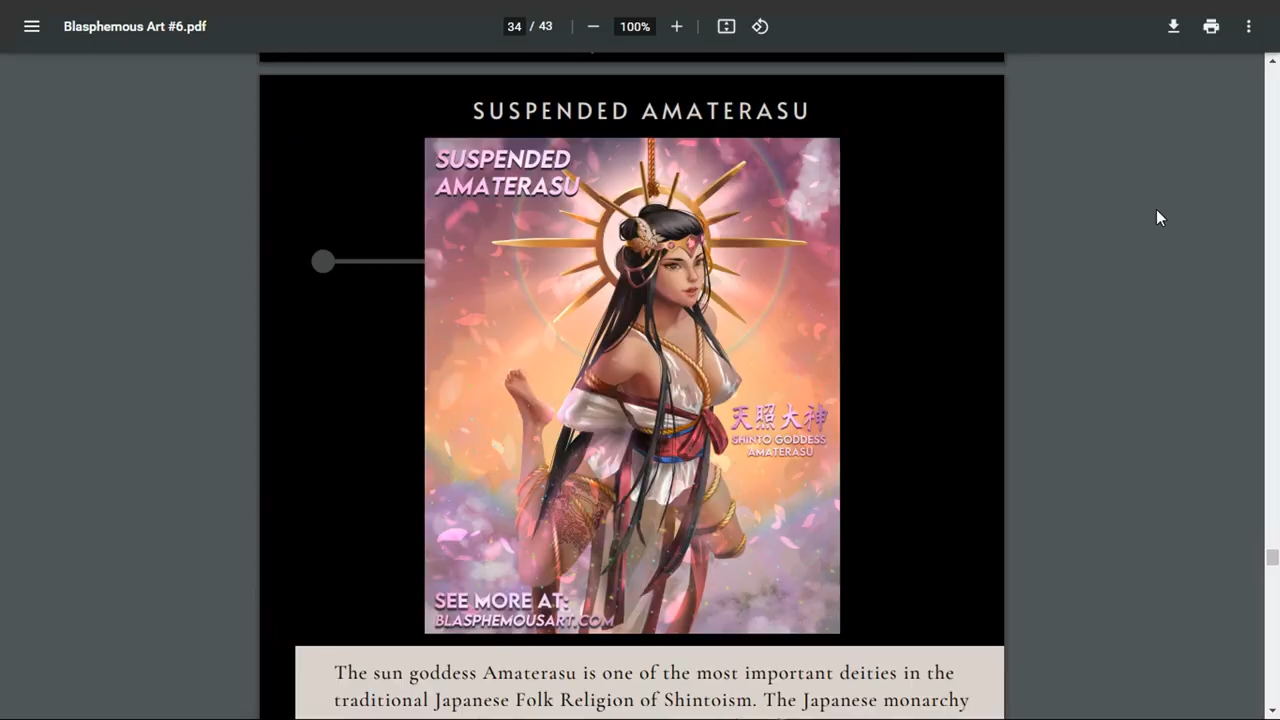 Blasphemous Art #6.pdf
34 / 43
100%
SUSPENDED AMATERASU
SUSPENDED
AMATERASU
天照大神
SHINTO GODDESS
AMATERASU
SEE MORE AT:
BLASPHEMOUSART.COM
The sun goddess Amaterasu is one of the most important deities in the
traditional Japanese Folk Religion of Shintoism. The Japanese monarchy